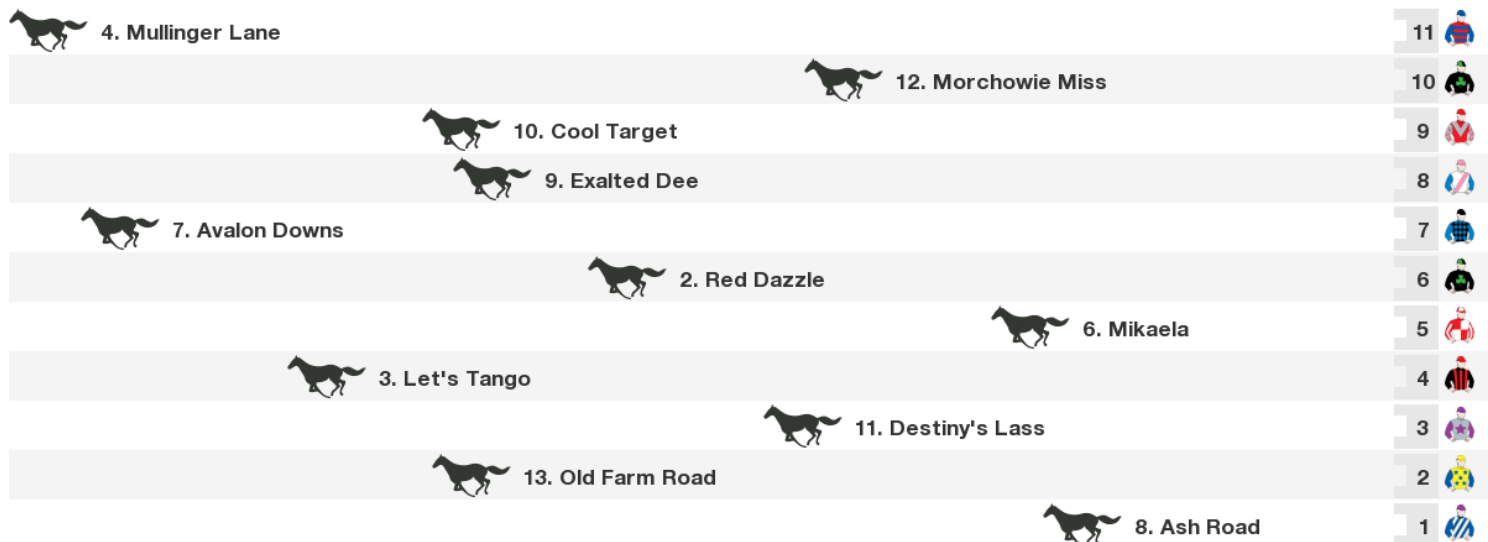 4. Mullinger Lane 11
12. Morchowie Miss 10
10. Cool Target 9
9. Exalted Dee 8
7. Avalon Downs 7
2. Red Dazzle 6
6. Mikaela 5
3. Let's Tango 4
11. Destiny's Lass 3
13. Old Farm Road 2
8. Ash Road 1